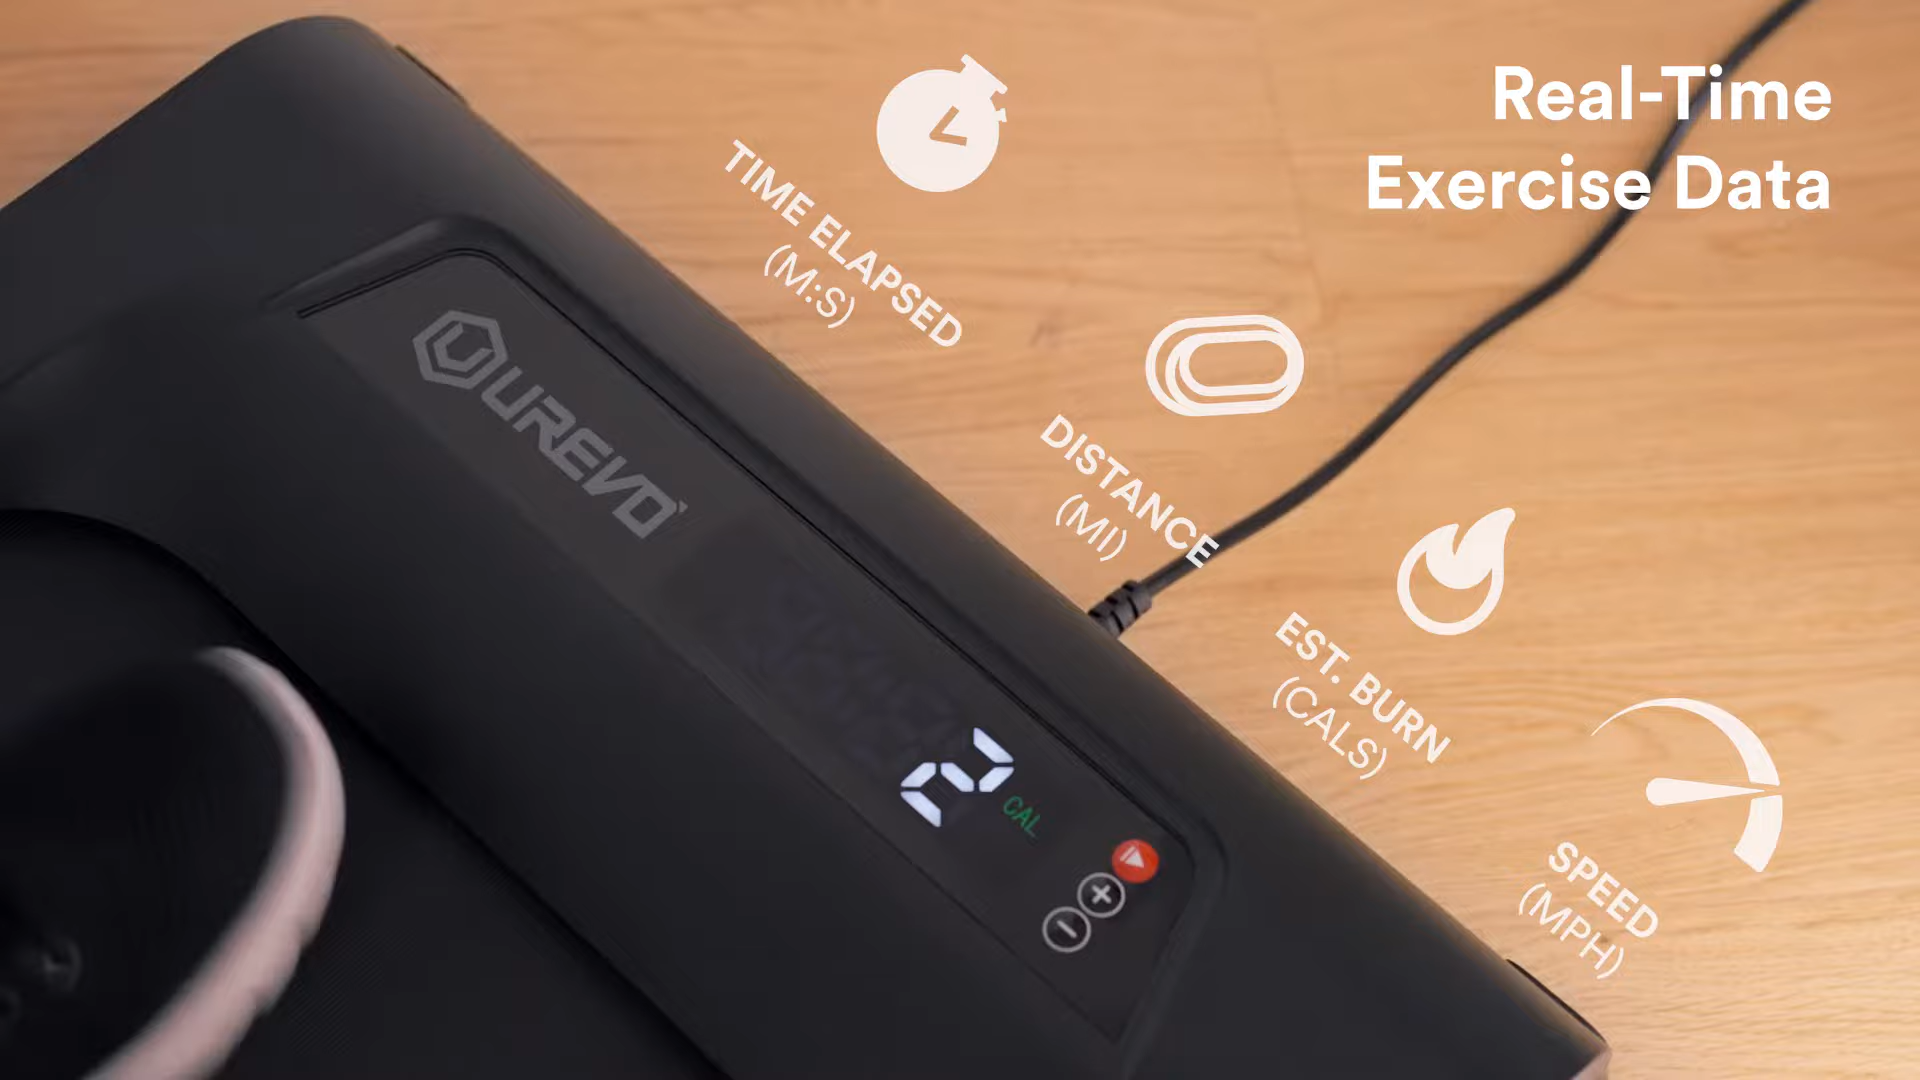 Real-Time
Exercise Data
TIME ELAPSED
(M:S)
DISTANCE
(MI)
EST. BURN
(CALS)
SPEED
(MPH)
UREVO
2 CAL